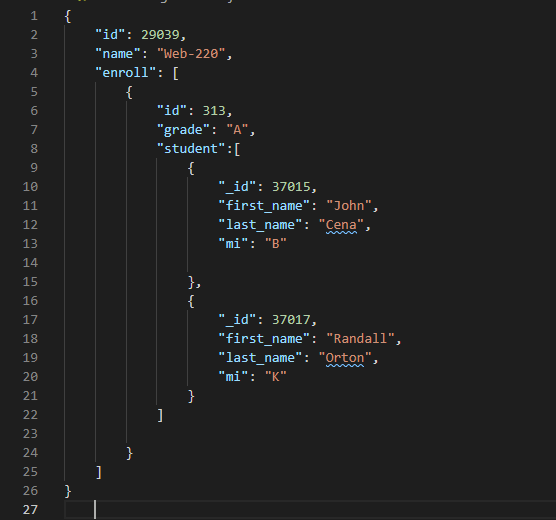 1 {
2     "id": 29039,
3     "name": "Web-220",
4     "enroll": [
5         {
6             "id": 313,
7             "grade": "A",
8             "student":[
9                 {
10                     "_id": 37015,
11                     "first_name": "John",
12                     "last_name": "Cena",
13                     "mi": "B"
14
15                 },
16                 {
17                     "_id": 37017,
18                     "first_name": "Randall",
19                     "last_name": "Orton",
20                     "mi": "K"
21                 }
22             ]
23
24         }
25     ]
26 }
27